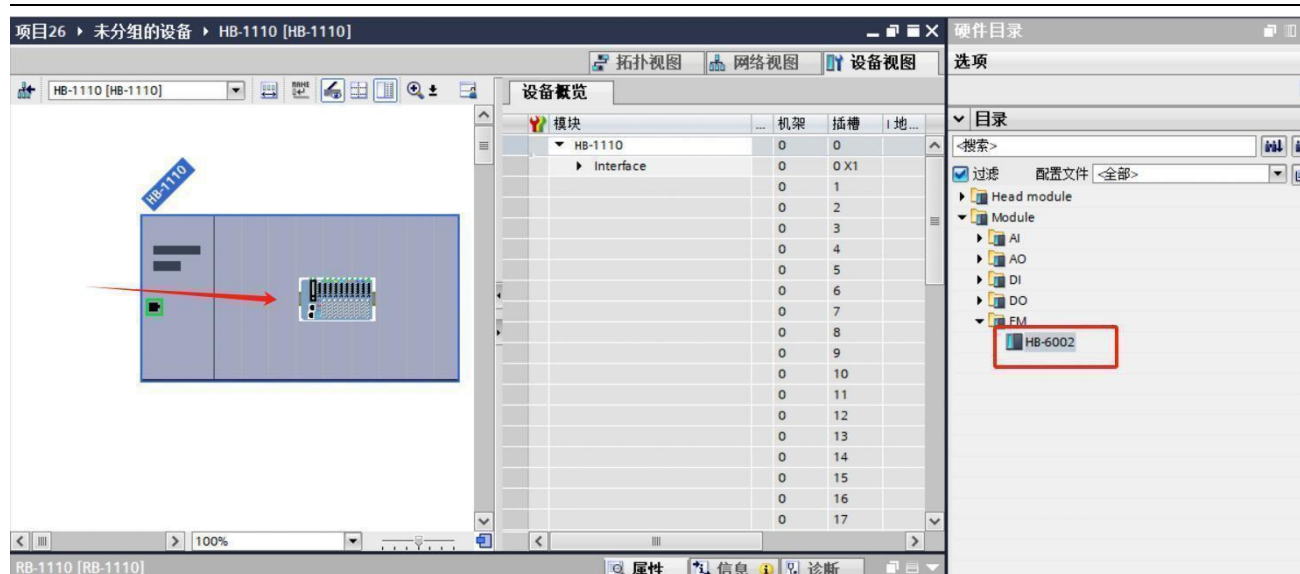 项目26 ▸ 未分组的设备 ▸ HB-1110 [HB-1110]
硬件目录
拓扑视图 网络视图 设备视图
选项
HB-1110 [HB-1110]
设备概览
模块 ... 机架 插槽 I 地...
HB-1110 0 0
Interface 0 0 X1
0 1
0 2
0 3
0 4
0 5
0 6
0 7
0 8
0 9
0 10
0 11
0 12
0 13
0 14
0 15
0 16
0 17
HB-1110
目录
<搜索>
过滤 配置文件 <全部>
Head module
Module
AI
AO
DI
DO
FM
HB-6002
100%
RB-1110 [RB-1110]
属性 信息 诊断